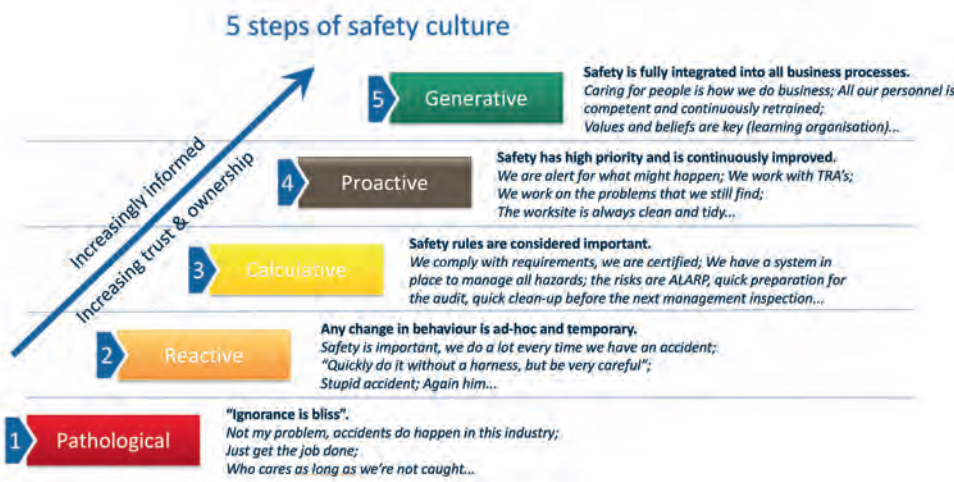 5 steps of safety culture
Increasingly informed
Increasing trust & ownership
5
Generative
Safety is fully integrated into all business processes.
Caring for people is how we do business; All our personnel is
competent and continuously retrained;
Values and beliefs are key (learning organisation)...
4
Proactive
Safety has high priority and is continuously improved.
We are alert for what might happen; We work with TRA's;
We work on the problems that we still find;
The worksite is always clean and tidy...
3
Calculative
Safety rules are considered important.
We comply with requirements, we are certified; We have a system in
place to manage all hazards; the risks are ALARP, quick preparation for
the audit, quick clean-up before the next management inspection...
2
Reactive
Any change in behaviour is ad-hoc and temporary.
Safety is important, we do a lot every time we have an accident;
"Quickly do it without a harness, but be very careful";
Stupid accident; Again him...
1
Pathological
"Ignorance is bliss".
Not my problem, accidents do happen in this industry;
Just get the job done;
Who cares as long as we're not caught...